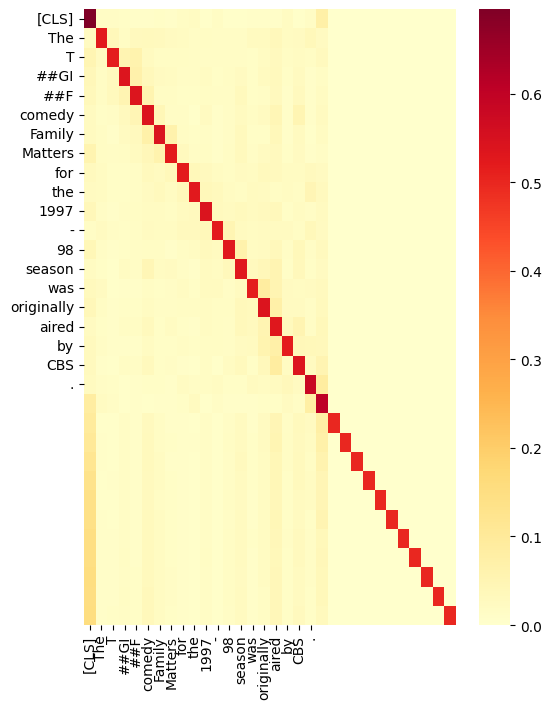 [CLS]
The
T
##GI
##F
comedy
Family
Matters
for
the
1997
-
98
season
was
originally
aired
by
CBS
.
0.6
0.5
0.4
0.3
0.2
0.1
0.0
[CLS]
The
T
##GI
##F
comedy
Family
Matters
for
the
1997
-
98
season
was
originally
aired
by
CBS
.